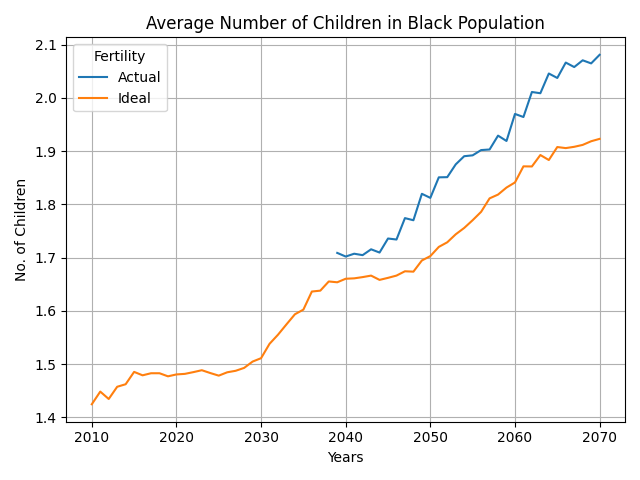 Average Number of Children in Black Population
Fertility
Actual
Ideal
2.1
2.0
1.9
1.8
1.7
1.6
1.5
1.4
No. of Children
2010 2020 2030 2040 2050 2060 2070
Years